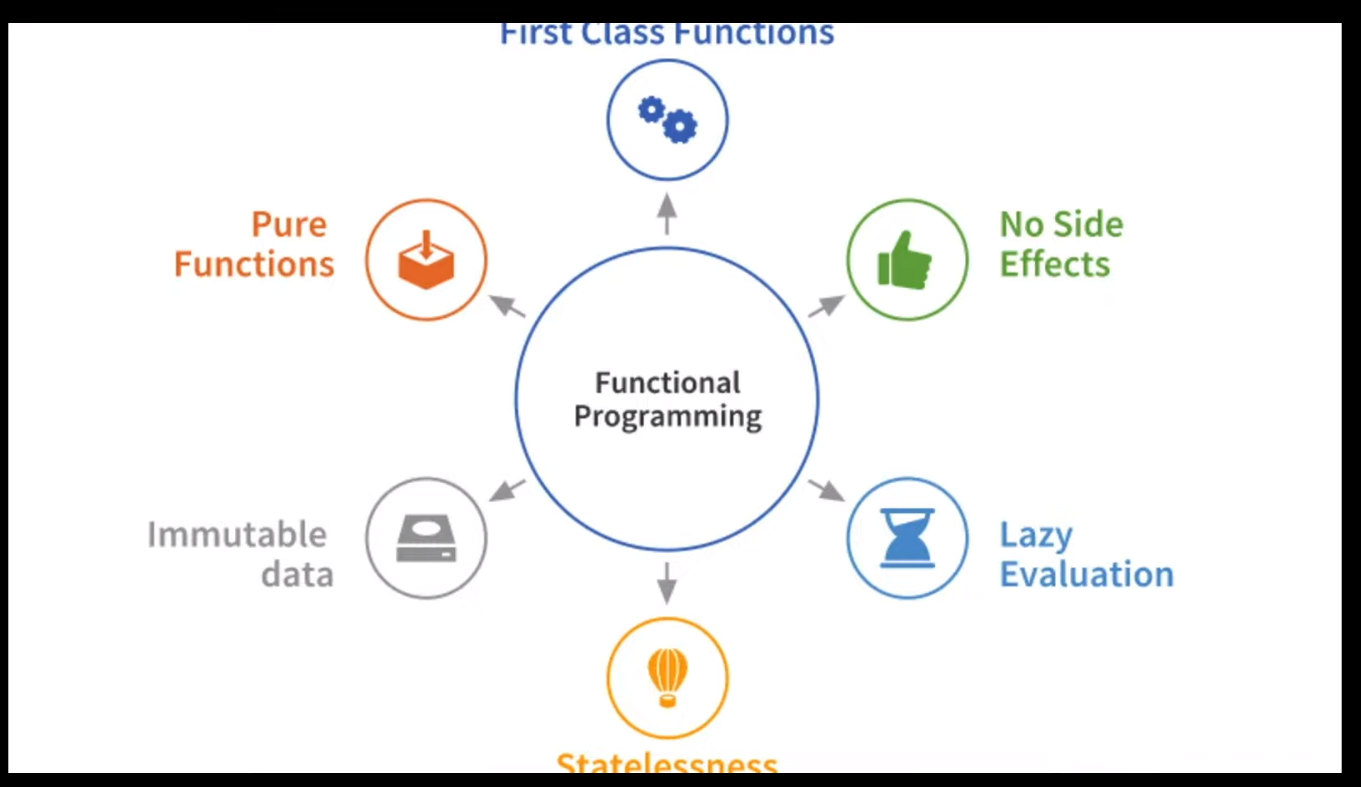 First Class Functions
Pure
Functions
No Side
Effects
Functional
Programming
Immutable
data
Lazy
Evaluation
Statelessness